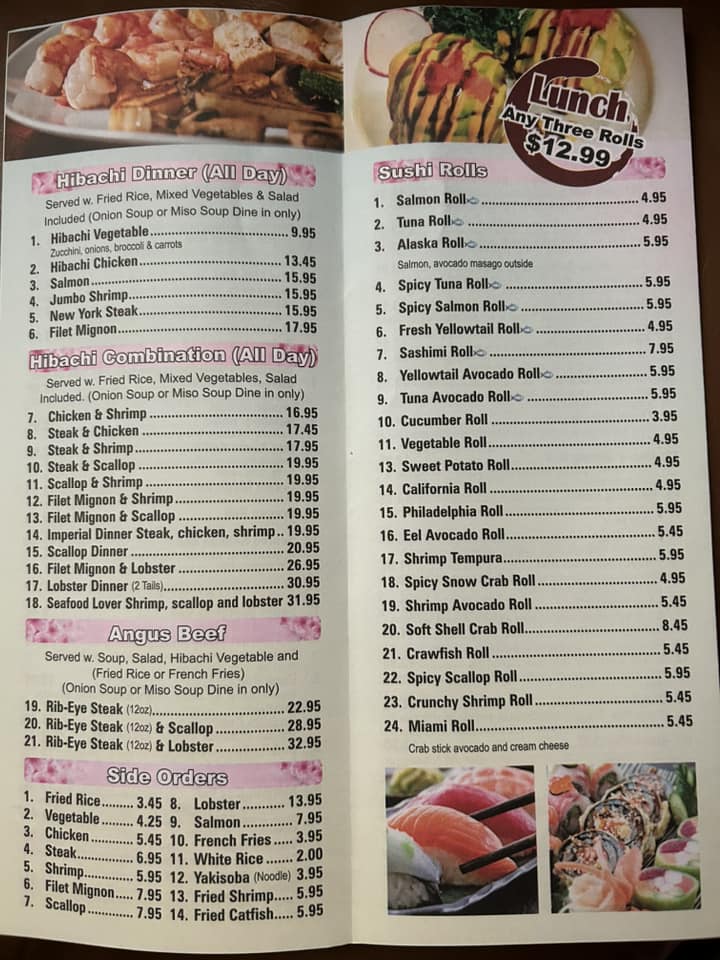 Hibachi Dinner (All Day)
Served w. Fried Rice, Mixed Vegetables & Salad
Included (Onion Soup or Miso Soup Dine in only)
1. Hibachi Vegetable 9.95
Zucchini, onions, broccoli & carrots
2. Hibachi Chicken 13.45
3. Salmon 15.95
4. Jumbo Shrimp 15.95
5. New York Steak 15.95
6. Filet Mignon 17.95
Hibachi Combination (All Day)
Served w. Fried Rice, Mixed Vegetables, Salad
Included. (Onion Soup or Miso Soup Dine in only)
7. Chicken & Shrimp 16.95
8. Steak & Chicken 17.45
9. Steak & Shrimp 17.95
10. Steak & Scallop 19.95
11. Scallop & Shrimp 19.95
12. Filet Mignon & Shrimp 19.95
13. Filet Mignon & Scallop 19.95
14. Imperial Dinner Steak, chicken, shrimp 19.95
15. Scallop Dinner 20.95
16. Filet Mignon & Lobster 26.95
17. Lobster Dinner (2 Tails) 30.95
18. Seafood Lover Shrimp, scallop and lobster 31.95
Angus Beef
Served w. Soup, Salad, Hibachi Vegetable and
(Fried Rice or French Fries)
(Onion Soup or Miso Soup Dine in only)
19. Rib-Eye Steak (12oz) 22.95
20. Rib-Eye Steak (12oz) & Scallop 28.95
21. Rib-Eye Steak (12oz) & Lobster 32.95
Side Orders
1. Fried Rice 3.45
2. Vegetable 4.25
3. Chicken 5.45
4. Steak 6.95
5. Shrimp 5.95
6. Filet Mignon 7.95
7. Scallop 7.95
8. Lobster 13.95
9. Salmon 7.95
10. French Fries 3.95
11. White Rice 2.00
12. Yakisoba (Noodle) 3.95
13. Fried Shrimp 5.95
14. Fried Catfish 5.95
Lunch
Any Three Rolls
$12.99
Sushi Rolls
1. Salmon Roll 4.95
2. Tuna Roll 4.95
3. Alaska Roll 5.95
Salmon, avocado masago outside
4. Spicy Tuna Roll 5.95
5. Spicy Salmon Roll 5.95
6. Fresh Yellowtail Roll 4.95
7. Sashimi Roll 7.95
8. Yellowtail Avocado Roll 5.95
9. Tuna Avocado Roll 5.95
10. Cucumber Roll 3.95
11. Vegetable Roll 4.95
13. Sweet Potato Roll 4.95
14. California Roll 4.95
15. Philadelphia Roll 5.95
16. Eel Avocado Roll 5.45
17. Shrimp Tempura 5.95
18. Spicy Snow Crab Roll 4.95
19. Shrimp Avocado Roll 5.45
20. Soft Shell Crab Roll 8.45
21. Crawfish Roll 5.45
22. Spicy Scallop Roll 5.95
23. Crunchy Shrimp Roll 5.45
24. Miami Roll 5.45
Crab stick avocado and cream cheese